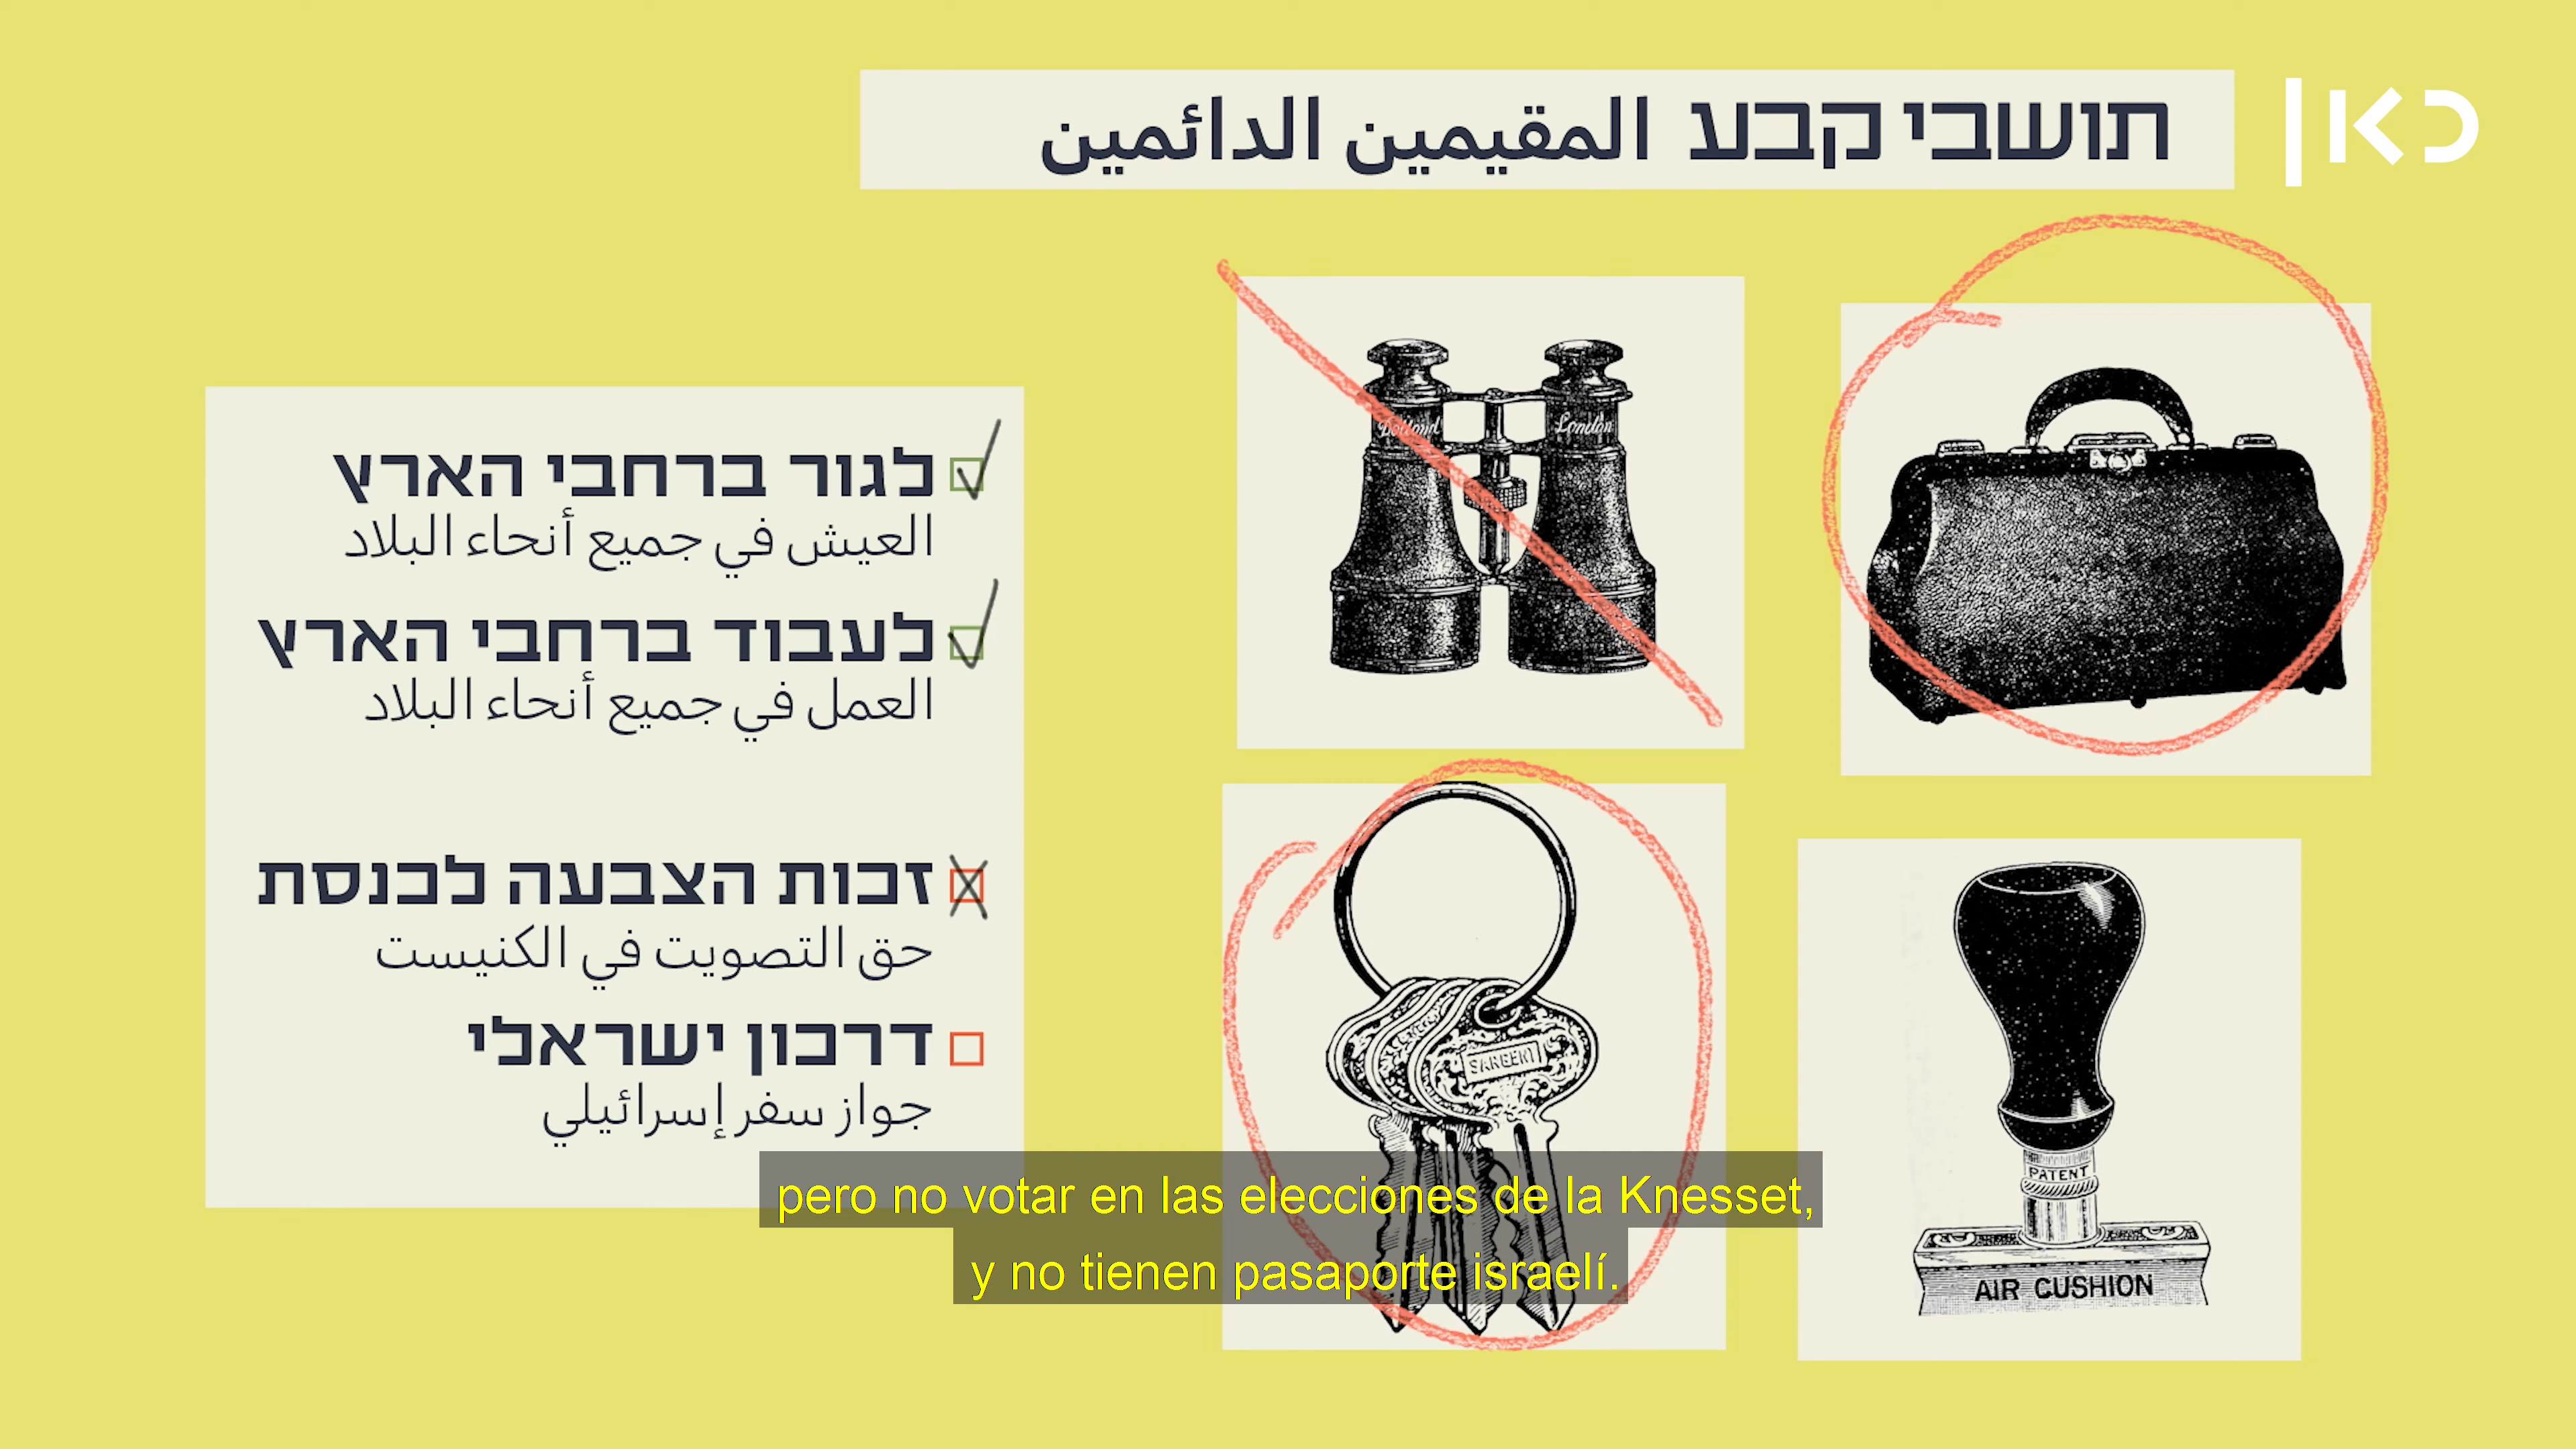 תושבי קבע المقيمين الدائمين
כאן
לגור ברחבי הארץ
العيش في جميع أنحاء البلاد
לעבוד ברחבי הארץ
العمل في جميع أنحاء البلاد
זכות הצבעה לכנסת
حق التصويت في الكنيست
דרכון ישראלי
جواز سفر إسرائيلي
Dollond
London
SARGENT
PATENT
AIR CUSHION
pero no votar en las elecciones de la Knesset,
y no tienen pasaporte israelí.